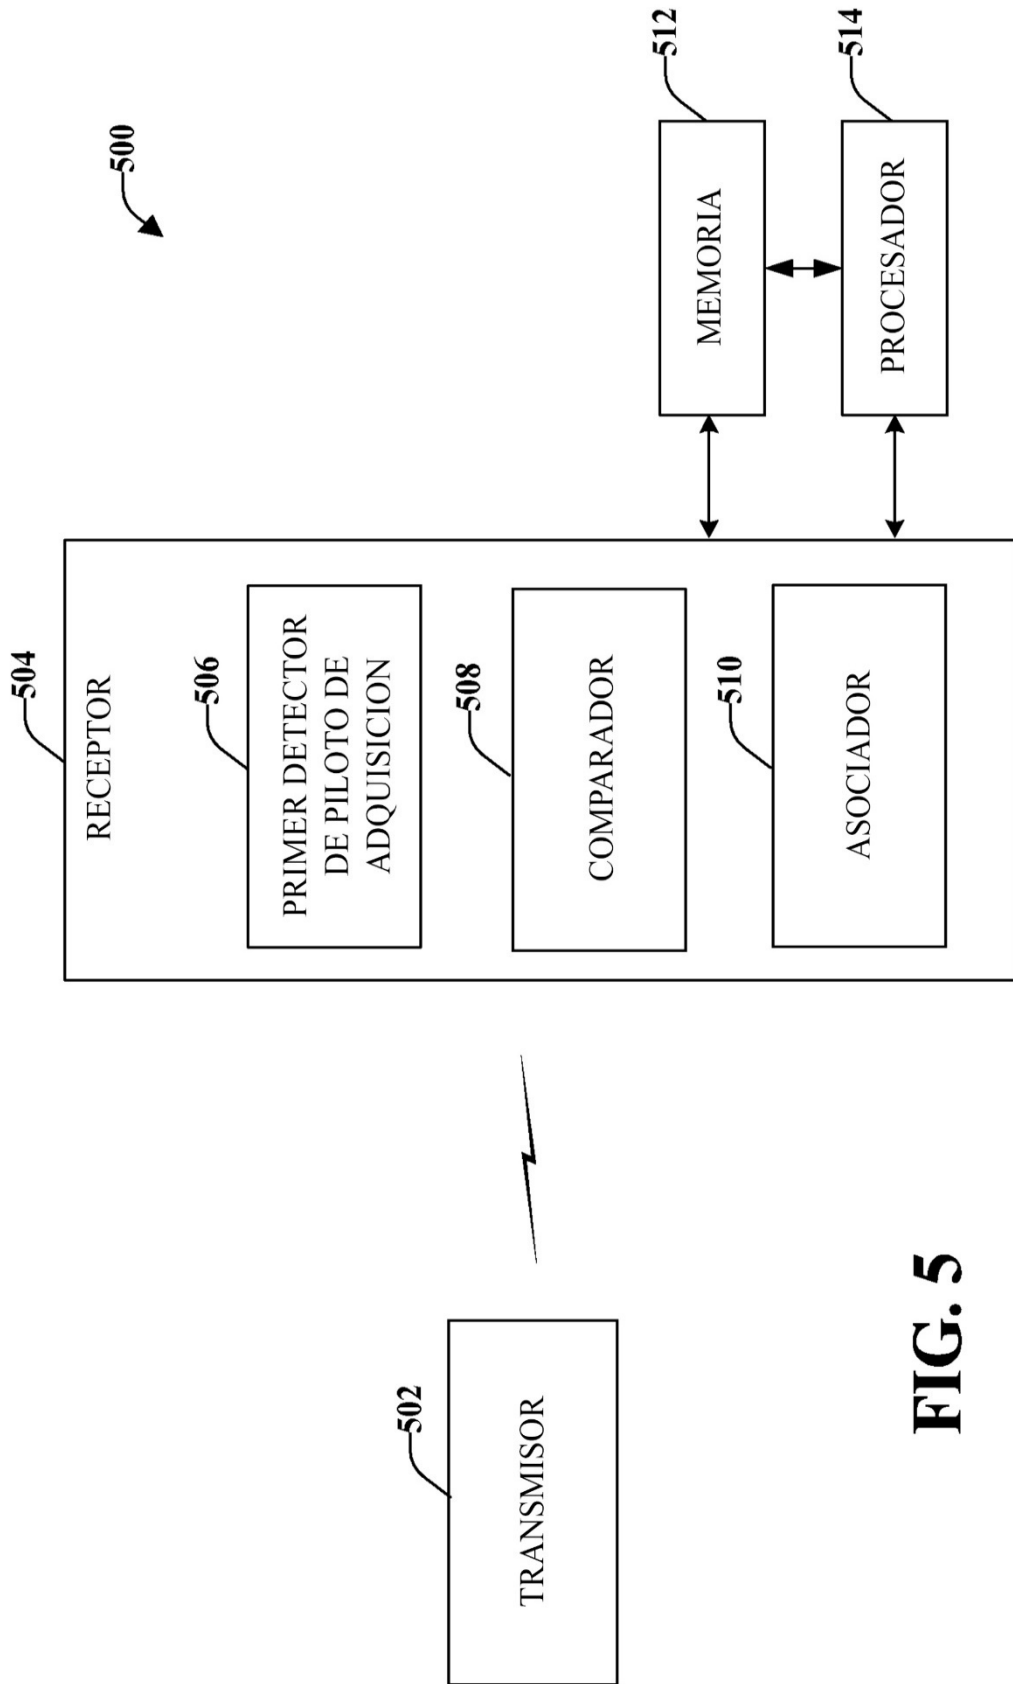 500
504
RECEPTOR
506
PRIMER DETECTOR
DE PILOTO DE
ADQUISICION
508
COMPARADOR
510
ASOCIADOR
512
MEMORIA
514
PROCESADOR
502
TRANSMISOR
FIG. 5